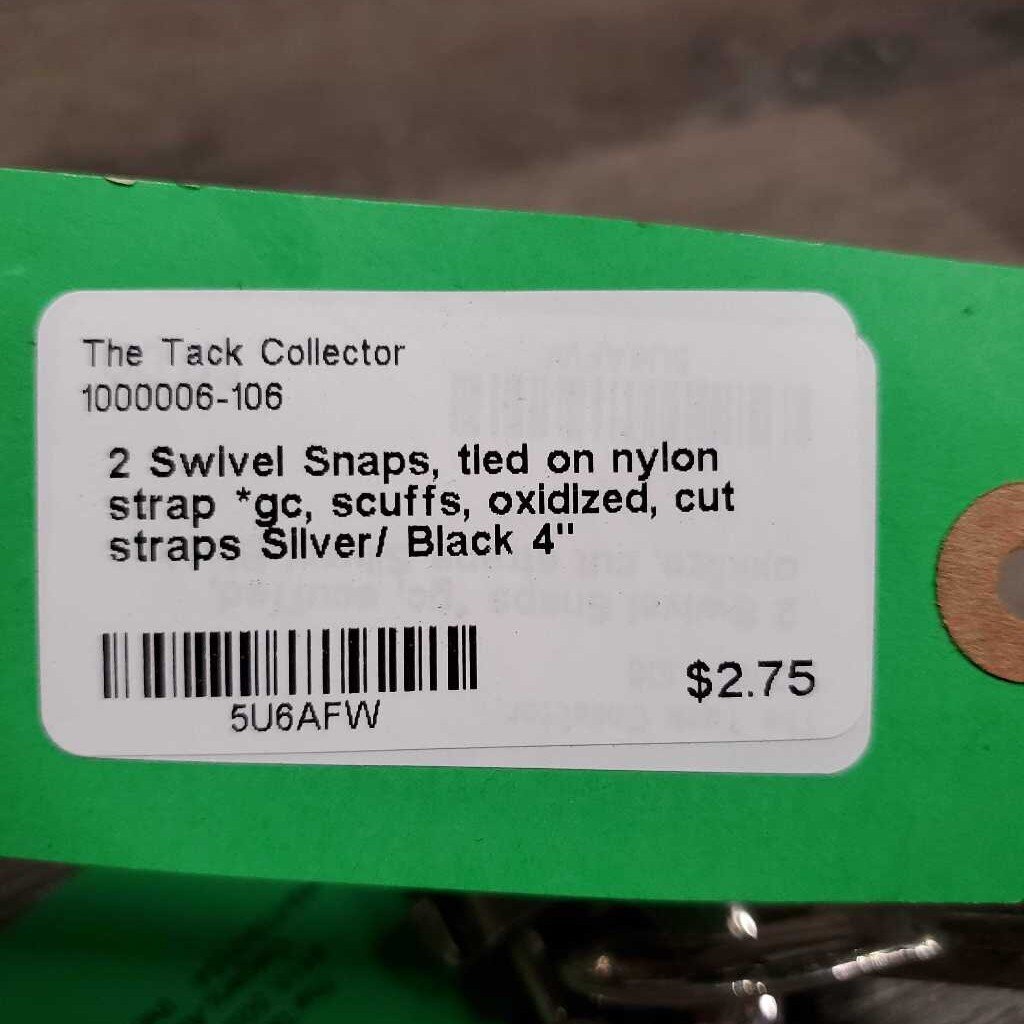 The Tack Collector
1000006-106
2 Swivel Snaps, tied on nylon
strap *gc, scuffs, oxidized, cut
straps Silver/ Black 4"
5U6AFW
$2.75